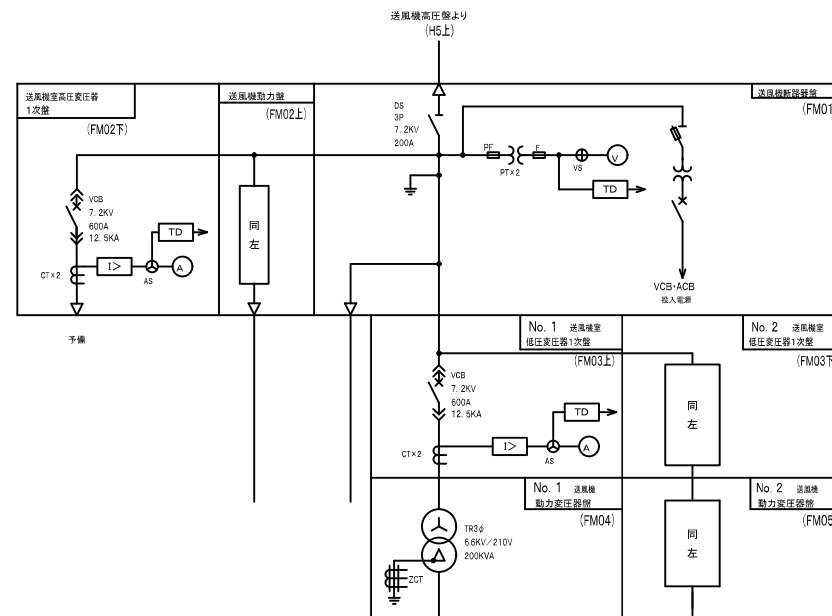 送風機高圧盤より
(H5上)
送風機室高圧変圧器
1次盤
(FM02下)
送風機動力盤
(FM02上)
送風機断路器盤
(FM01
DS
3P
7.2KV
200A
PF
PT×2
F
VS
V
TD
VCB・ACB
投入電源
VCB
7.2KV
600A
12.5KA
TD
CT×2
I>
AS
A
予備
同
左
No. 1 送風機室
低圧変圧器1次盤
(FM03上)
No. 2 送風機室
低圧変圧器1次盤
(FM03下
VCB
7.2KV
600A
12.5KA
TD
CT×2
I>
AS
A
同
左
No. 1 送風機
動力変圧器盤
(FM04)
No. 2 送風機
動力変圧器盤
(FM05
TR3φ
6.6KV/210V
200KVA
ZCT
同
左